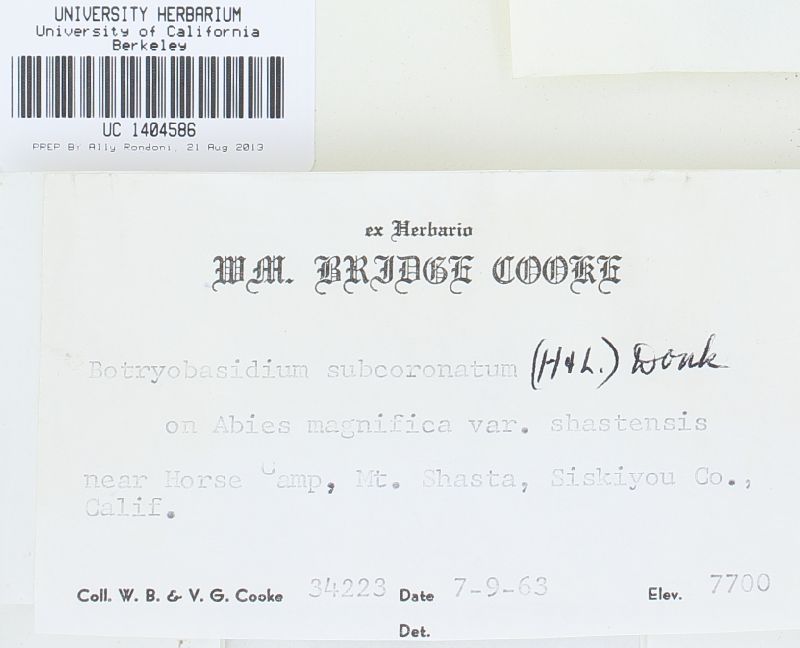 UNIVERSITY HERBARIUM
University of California
Berkeley
UC 1404586
PREP BY Ally Rondoni, 21 Aug 2013
ex Herbario
WM. BRIDGE COOKE
Botryobasidium subcoronatum (H & L.) Donk
on Abies magnifica var. shastensis
near Horse Camp, Mt. Shasta, Siskiyou Co.,
Calif.
Coll. W. B. & V. G. Cooke 34223 Date 7-9-63 Elev. 7700
Det.